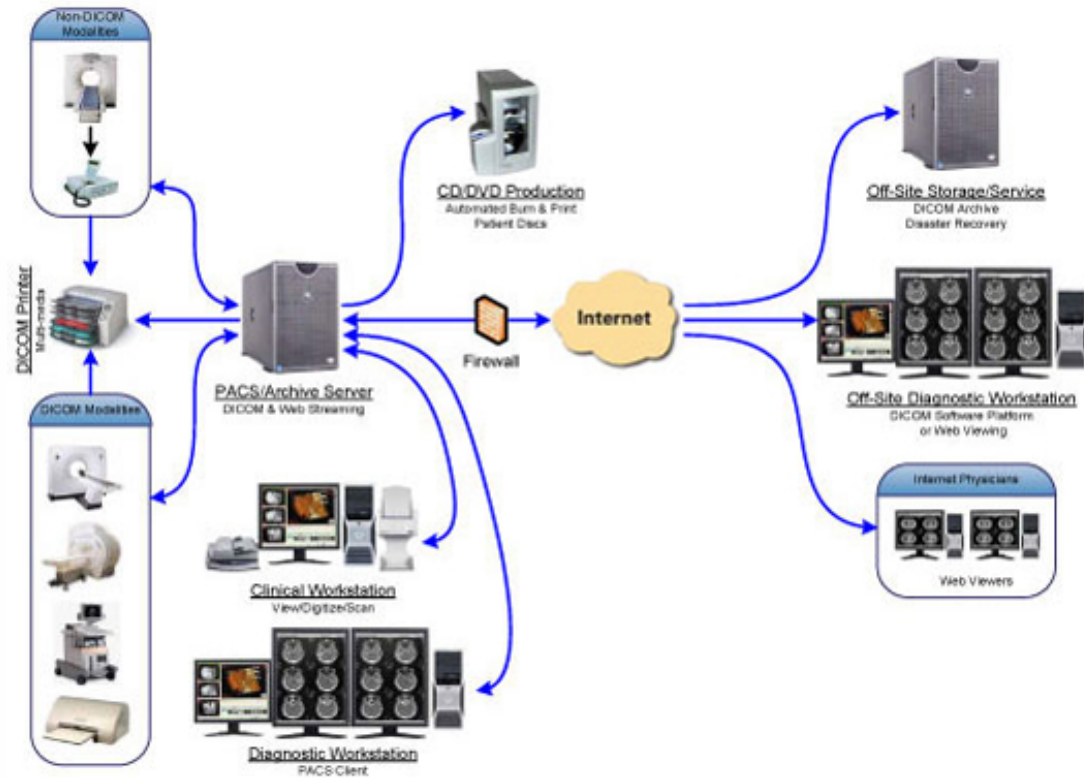 Non-DICOM
Modalities
CD/DVD Production
Automated Burn & Print
Patient Discs
Off-Site Storage/Service
DICOM Archive
Disaster Recovery
DICOM Printer
Multi-media
Internet
Firewall
PACS/Archive Server
DICOM & Web Streaming
Off-Site Diagnostic Workstation
DICOM Software Platform
or Web Viewing
DICOM Modalities
Internet Physicians
Web Viewers
Clinical Workstation
View/Digitize/Scan
Diagnostic Workstation
PACS Client